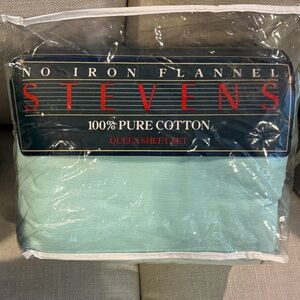 NO IRON FLANNEL
STEVENS
100% PURE COTTON
QUEEN SHEET SET